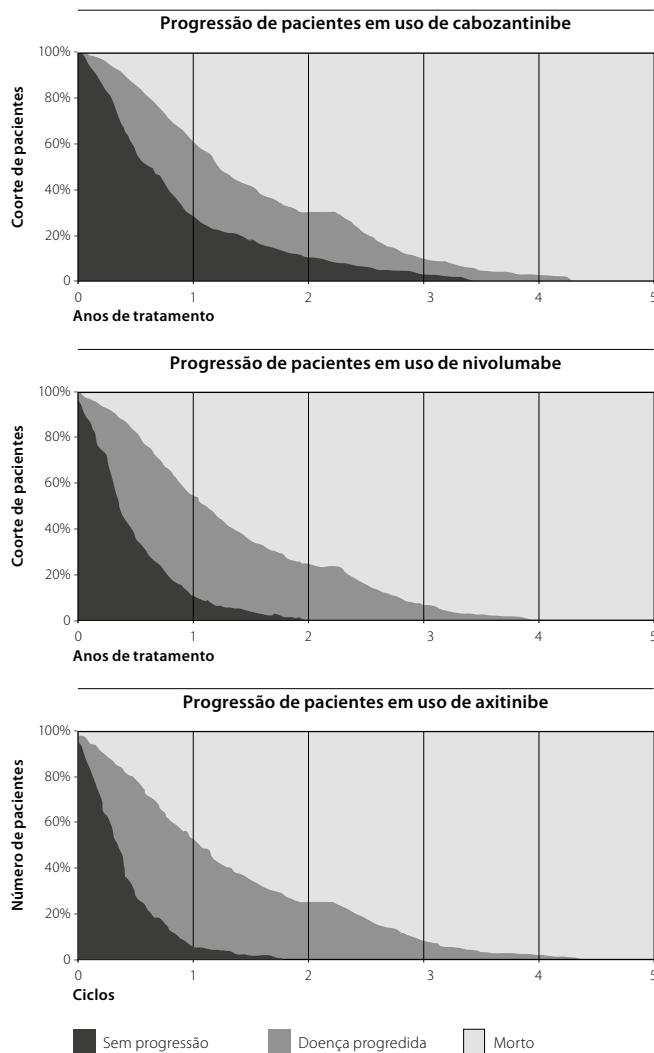 Progressão de pacientes em uso de cabozantinibe
Coorte de pacientes
100%
80%
60%
40%
20%
0
0 1 2 3 4 5
Anos de tratamento
Progressão de pacientes em uso de nivolumabe
Coorte de pacientes
100%
80%
60%
40%
20%
0
0 1 2 3 4 5
Anos de tratamento
Progressão de pacientes em uso de axitinibe
Número de pacientes
100%
80%
60%
40%
20%
0
0 1 2 3 4 5
Ciclos
Sem progressão Doença progredida Morto